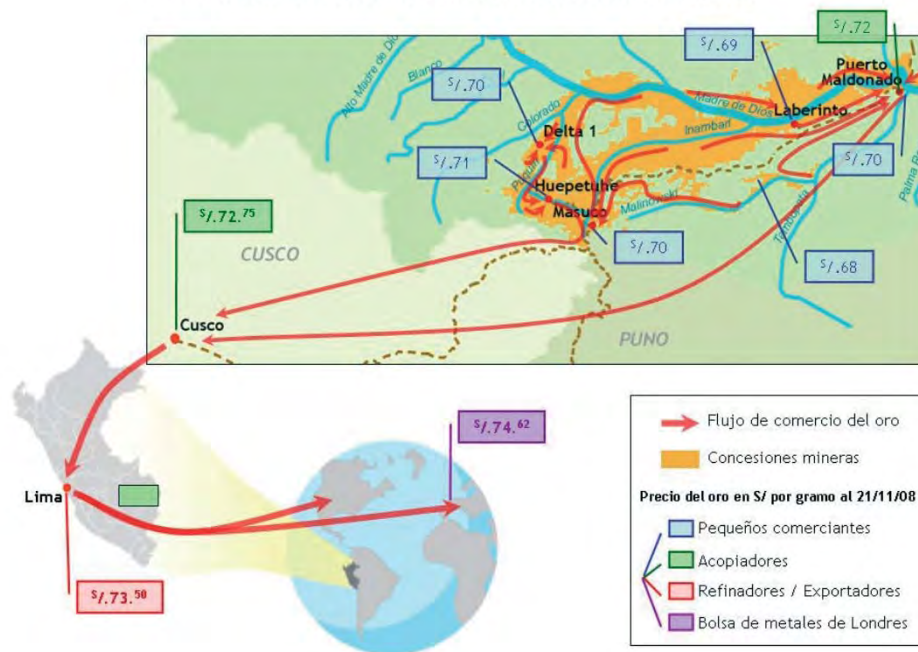 S/.72
S/.69
Puerto
Maldonado
S/.70
Alto Madre de Dios
Blanco
Colorado
Madre de Dios
Laberinto
Inambari
Delta 1
S/.71
Pukiri
Huepetuhe
Masuco
Malinowski
Tambopata
S/.70
S/.70
S/.68
S/.72.75
CUSCO
Cusco
PUNO
S/.74.62
Lima
S/.73.50
Flujo de comercio del oro
Concesiones mineras
Precio del oro en S/ por gramo al 21/11/08
Pequeños comerciantes
Acopiadores
Refinadores / Exportadores
Bolsa de metales de Londres